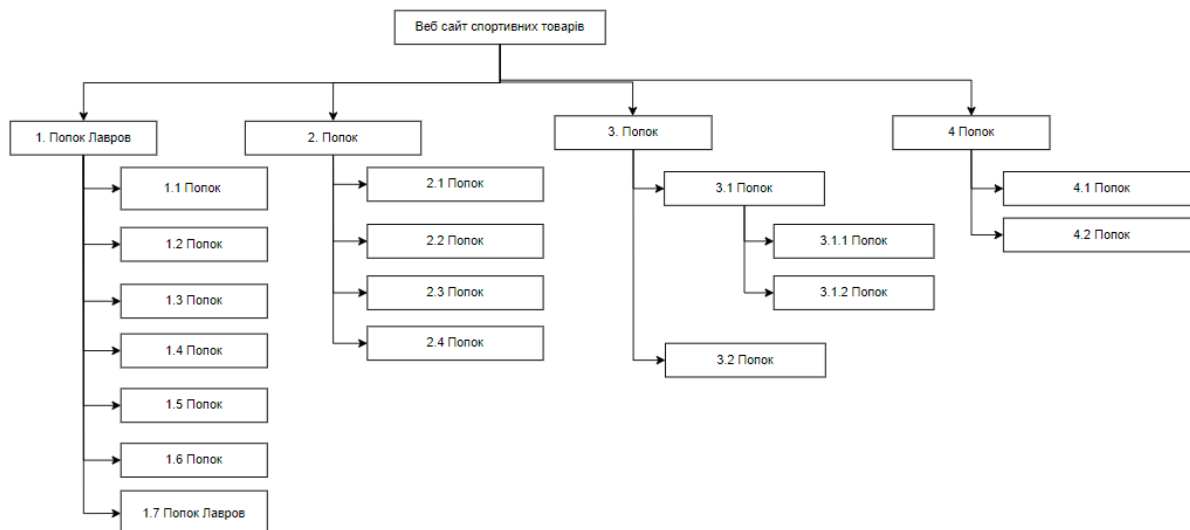 Веб сайт спортивних товарів
1. Попок Лавров
2. Попок
3. Попок
4 Попок
1.1 Попок
1.2 Попок
1.3 Попок
1.4 Попок
1.5 Попок
1.6 Попок
1.7 Попок Лавров
2.1 Попок
2.2 Попок
2.3 Попок
2.4 Попок
3.1 Попок
3.1.1 Попок
3.1.2 Попок
3.2 Попок
4.1 Попок
4.2 Попок